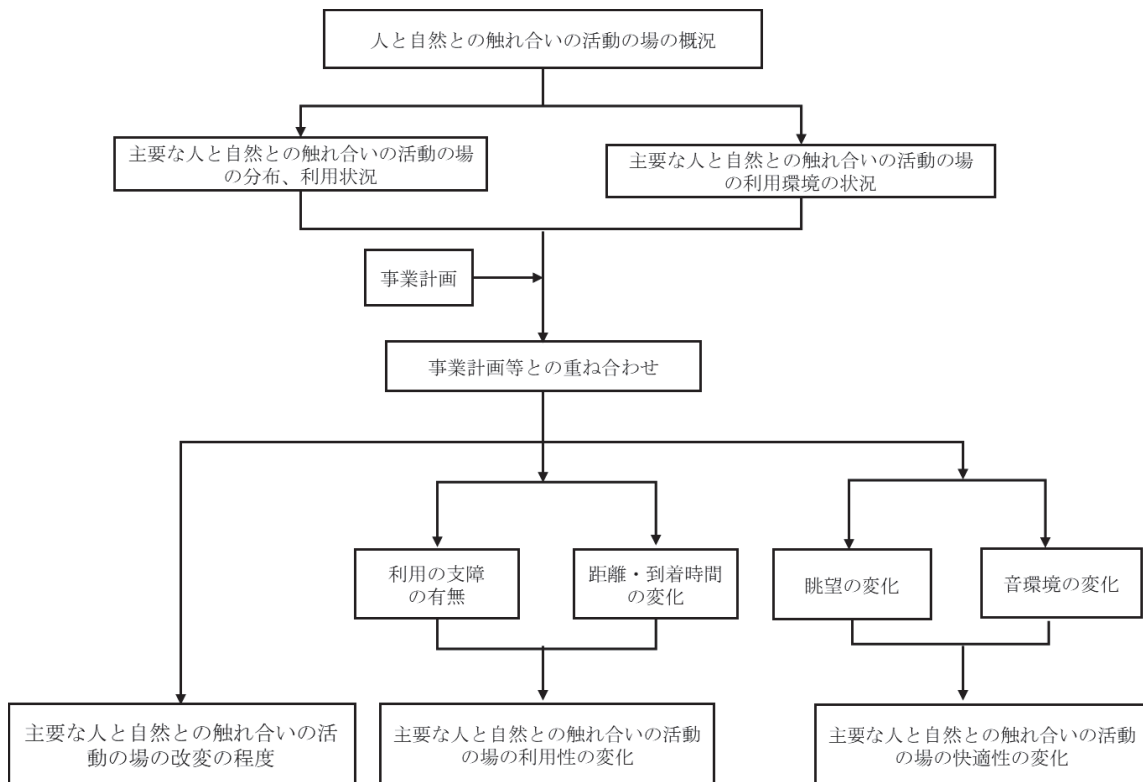 人と自然との触れ合いの活動の場の概況
主要な人と自然との触れ合いの活動の場
の分布、利用状況
主要な人と自然との触れ合いの活動の場
の利用環境の状況
事業計画
事業計画等との重ね合わせ
利用の支障
の有無
距離・到着時間
の変化
眺望の変化
音環境の変化
主要な人と自然との触れ合いの活
動の場の改変の程度
主要な人と自然との触れ合いの活動
の場の利用性の変化
主要な人と自然との触れ合いの活動
の場の快適性の変化